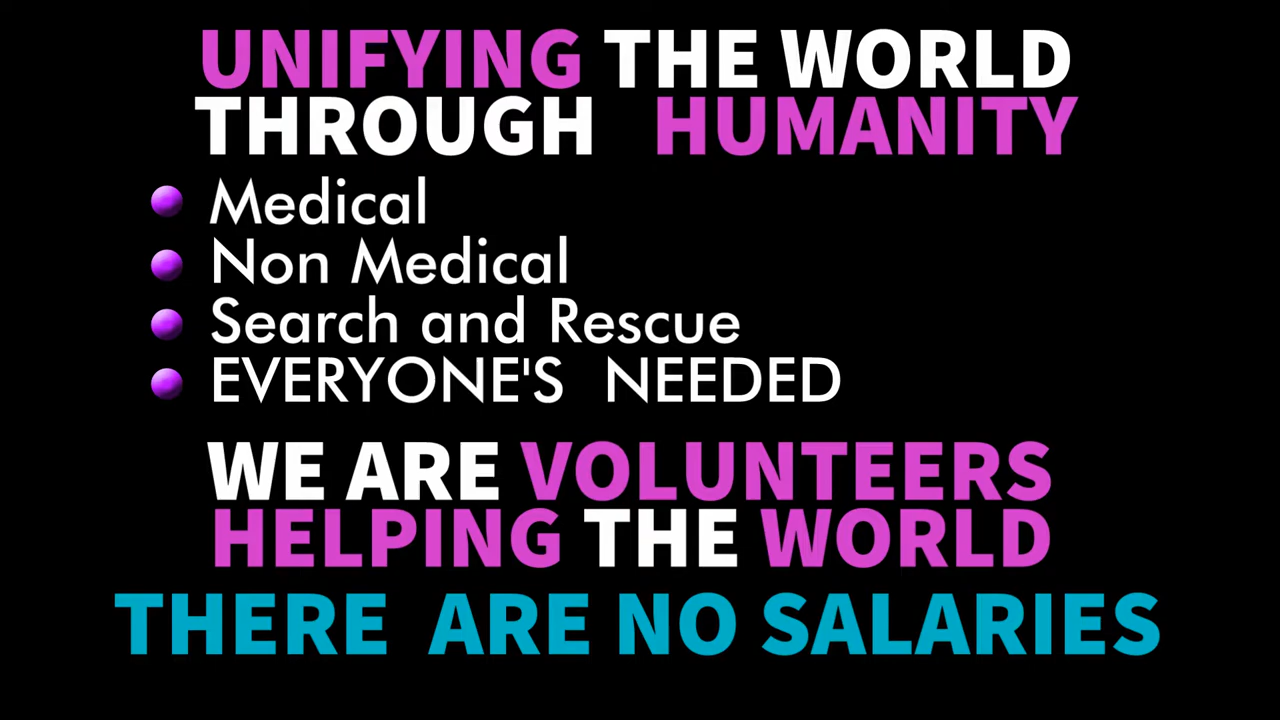 UNIFYING THE WORLD
THROUGH HUMANITY
Medical
Non Medical
Search and Rescue
EVERYONE'S NEEDED
WE ARE VOLUNTEERS
HELPING THE WORLD
THERE ARE NO SALARIES